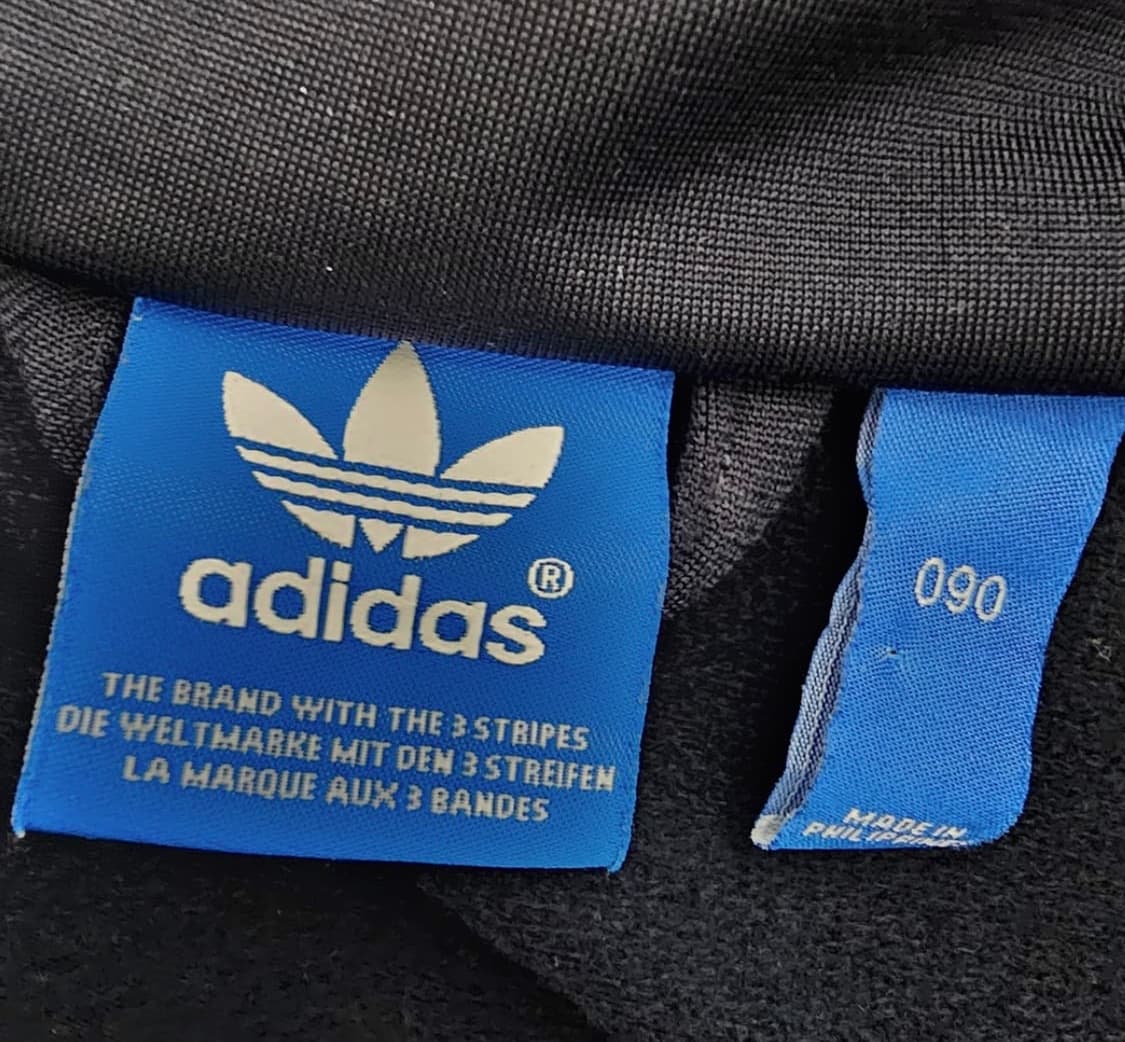 adidas®
THE BRAND WITH THE 3 STRIPES
DIE WELTMARKE MIT DEN 3 STREIFEN
LA MARQUE AUX 3 BANDES
090
MADE IN
PHILIPPINES